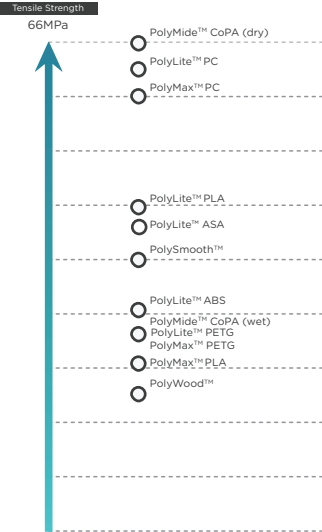 Tensile Strength
66MPa
PolyMide™ CoPA (dry)
PolyLite™ PC
PolyMax™ PC
PolyLite™ PLA
PolyLite™ ASA
PolySmooth™
PolyLite™ ABS
PolyMide™ CoPA (wet)
PolyLite™ PETG
PolyMax™ PETG
PolyMax™ PLA
PolyWood™